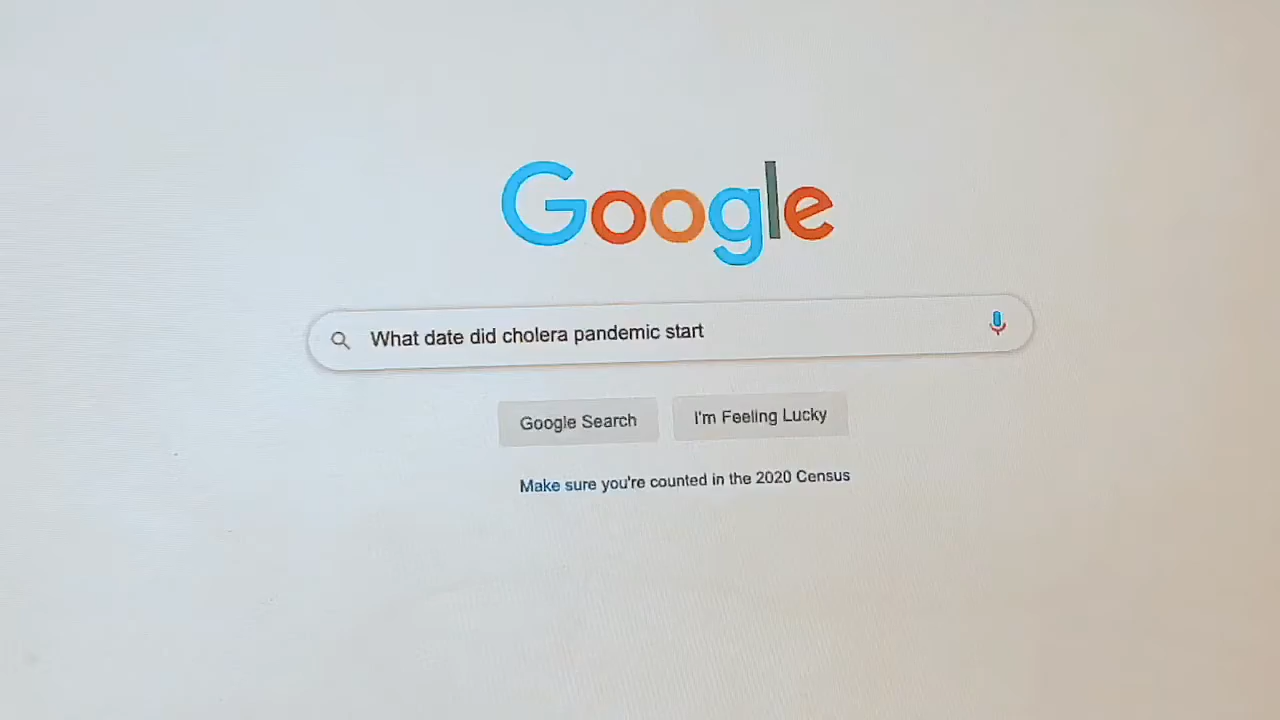 Google
What date did cholera pandemic start
Google Search
I'm Feeling Lucky
Make sure you're counted in the 2020 Census